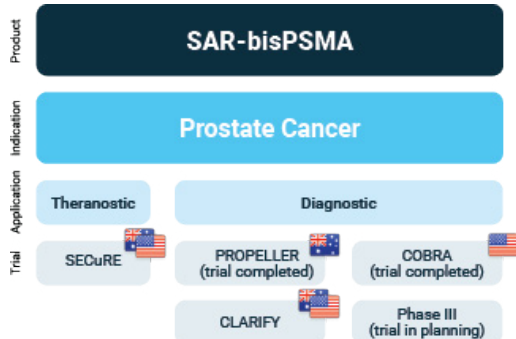 Product
SAR-bisPSMA
Indication
Prostate Cancer
Application
Theranostic
Diagnostic
Trial
SECuRE
PROPELLER
(trial completed)
COBRA
(trial completed)
CLARIFY
Phase III
(trial in planning)